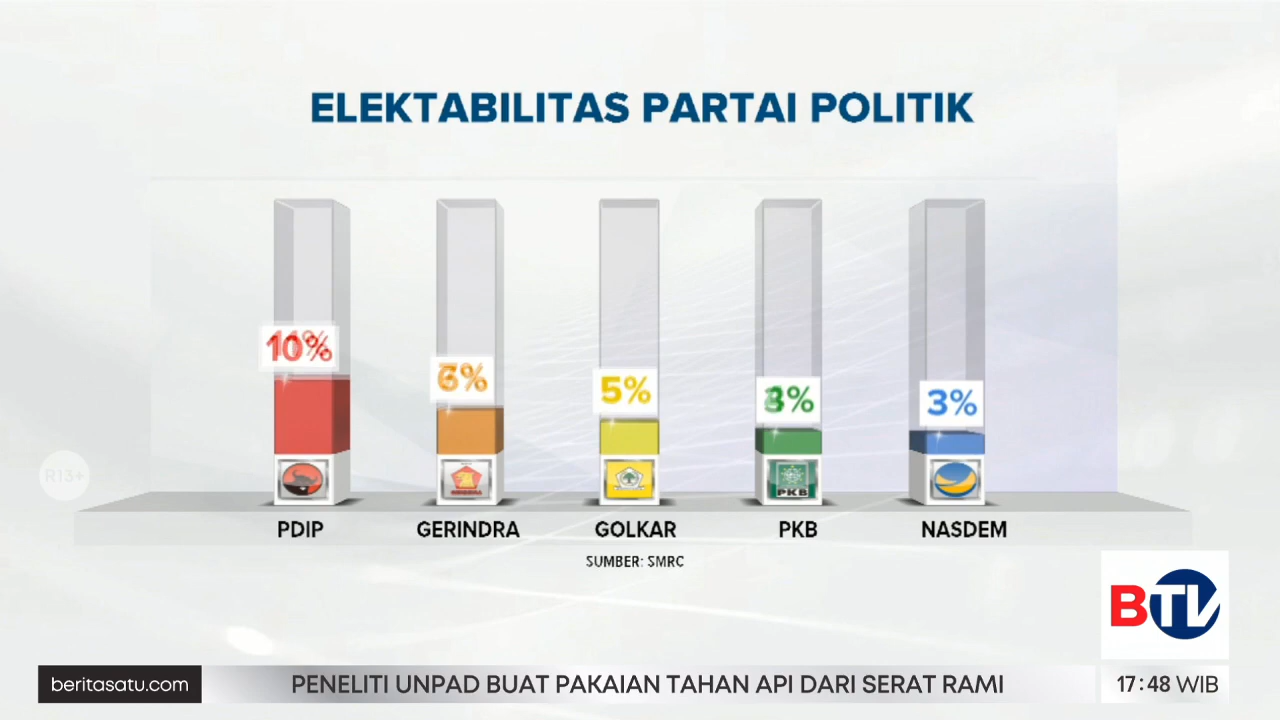 ELEKTABILITAS PARTAI POLITIK
5%
3%
PKB
PDIP
GERINDRA
GOLKAR
PKB
NASDEM
SUMBER: SMRC
R13+
BTV
beritasatu.com
PENELITI UNPAD BUAT PAKAIAN TAHAN API DARI SERAT RAMI
17:48 WIB